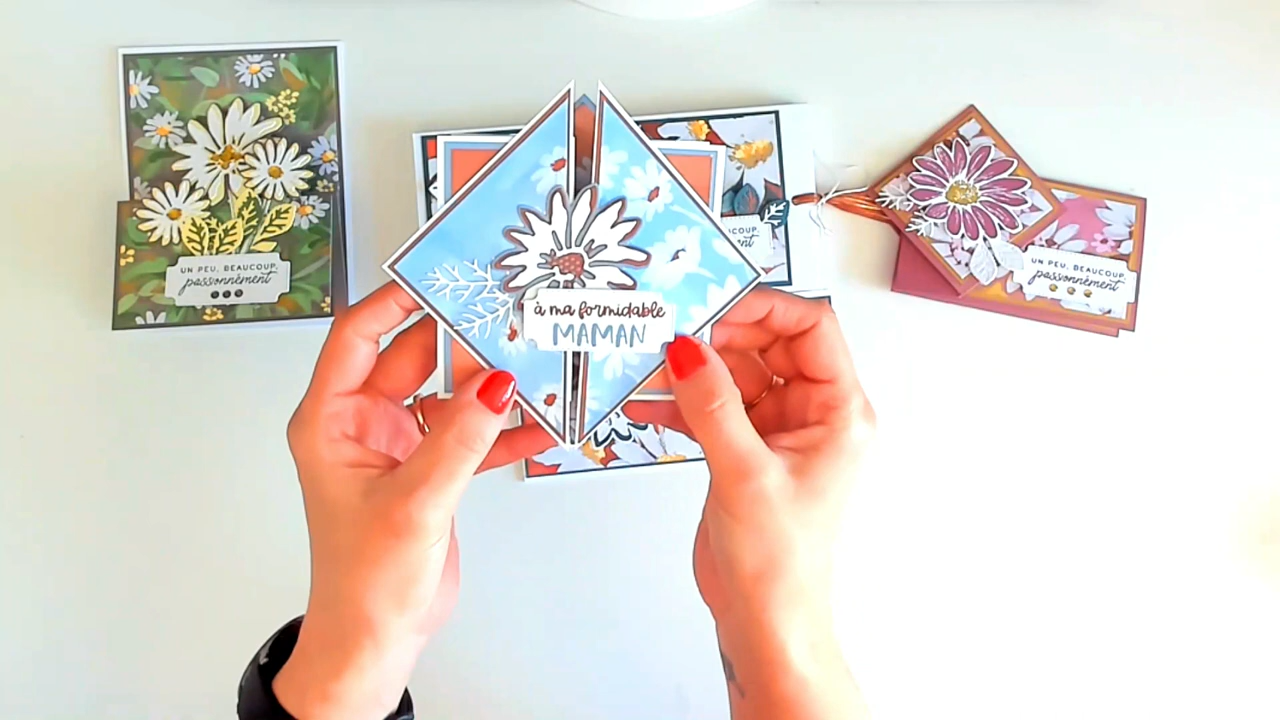 UN PEU, BEAUCOUP,
passionnément
à ma formidable
MAMAN
UN PEU, BEAUCOUP,
passionnément